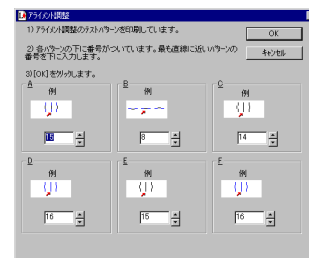 アライメント調整
1) アライメント調整のテストパターンを印刷しています。
OK
2) 各パターンの下に番号がついています。最も直線に近いパターンの
番号を下に入力します。
キャンセル
3) [OK] をクリックします。
A
例
15
B
例
8
C
例
14
D
例
16
E
例
15
E
例
16